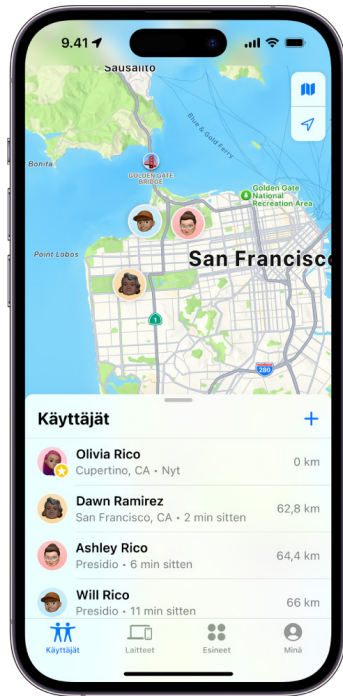 9.41
Sausalito
Blue & Gold Ferry
Bonita
GOLDEN GATE
BRIDGE
Golden Gate
National
Recreation Area
Point Lobos
San Francisco
1
280
Käyttäjät
Olivia Rico
Cupertino, CA • Nyt
0 km
Dawn Ramirez
San Francisco, CA • 2 min sitten
62,8 km
Ashley Rico
Presidio • 6 min sitten
64,4 km
Will Rico
Presidio • 11 min sitten
66 km
Käyttäjät
Laitteet
Esineet
Minä